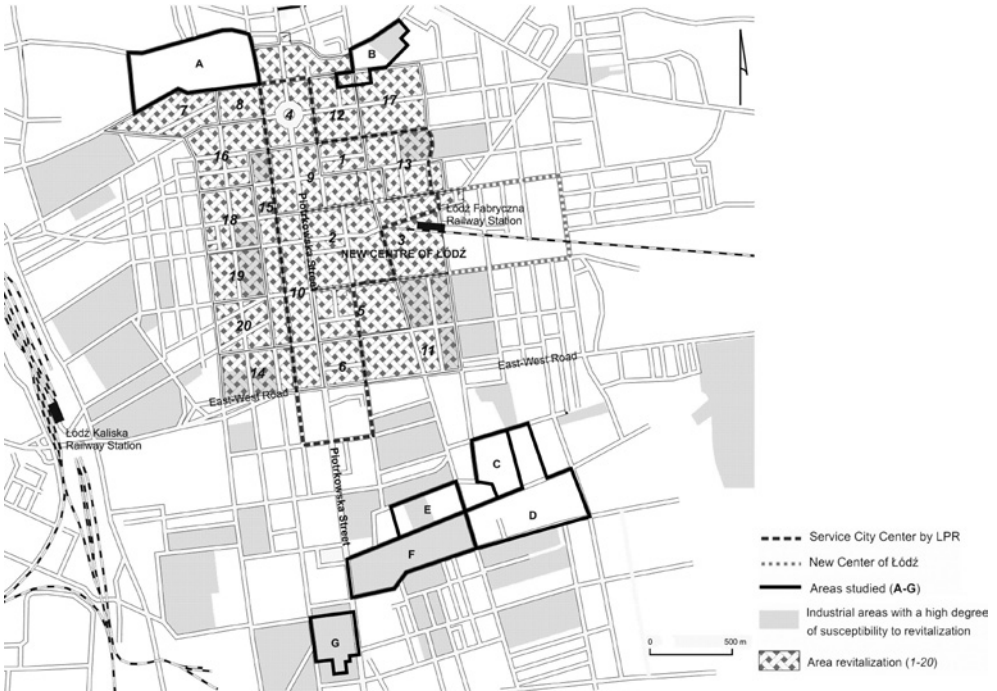 A
B
7
8
4
12
17
16
1
13
9
Łódź Fabryczna
Railway Station
18
15
Piotrkowska Street
2
3
NEW CENTRE OF ŁÓDŹ
19
10
5
20
6
11
14
East-West Road
East-West Road
Łódź Kaliska
Railway Station
Piotrkowska Street
C
E
D
F
G
0
500 m
Service City Center by LPR
New Center of Łódź
Areas studied (A-G)
Industrial areas with a high degree
of susceptibility to revitalization
Area revitalization (1-20)